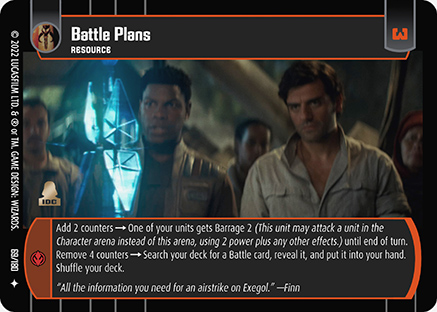 Battle Plans
RESOURCE
© 2022 LUCASFILM LTD. & ® or TM. GAME DESIGN: WIZARDS.
IDC
Add 2 counters → One of your units gets Barrage 2 (This unit may attack a unit in the
Character arena instead of this arena, using 2 power plus any other effects.) until end of turn.
Remove 4 counters → Search your deck for a Battle card, reveal it, and put it into your hand.
Shuffle your deck.
"All the information you need for an airstrike on Exegol." —Finn